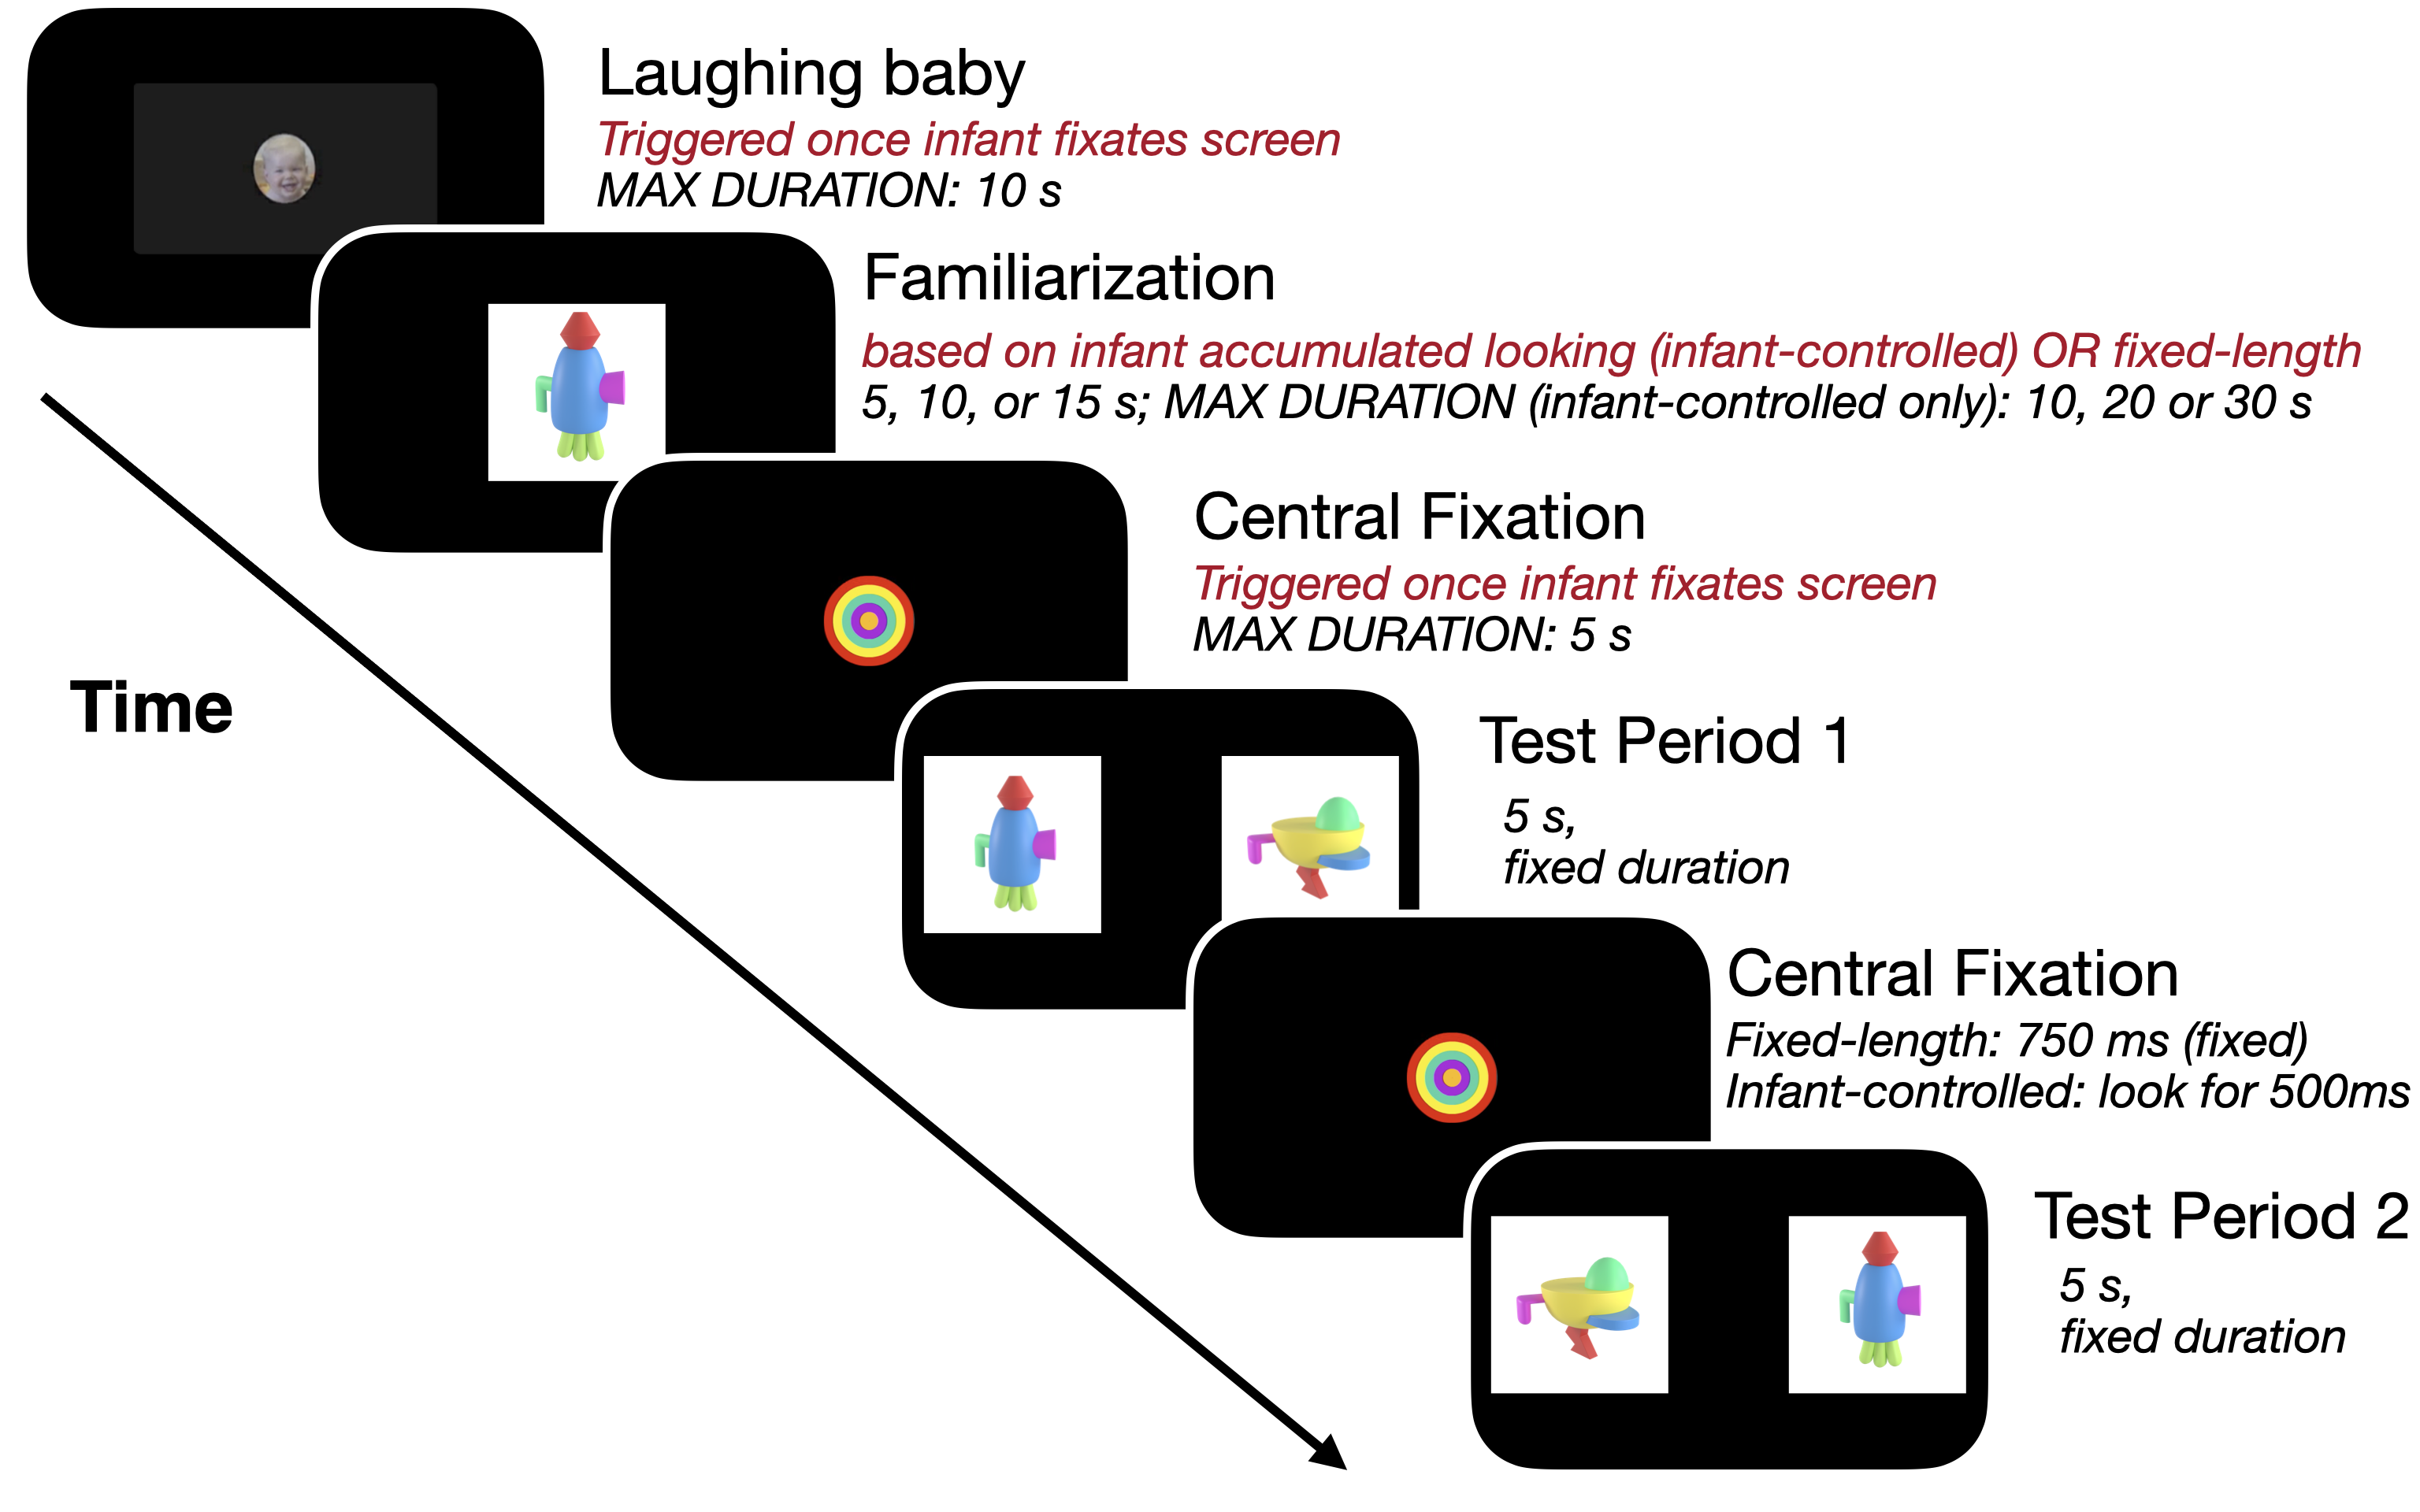 Laughing baby
Triggered once infant fixates screen
MAX DURATION: 10 s
Familiarization
based on infant accumulated looking (infant-controlled) OR fixed-length
5, 10, or 15 s; MAX DURATION (infant-controlled only): 10, 20 or 30 s
Central Fixation
Triggered once infant fixates screen
MAX DURATION: 5 s
Time
Test Period 1
5 s,
fixed duration
Central Fixation
Fixed-length: 750 ms (fixed)
Infant-controlled: look for 500ms
Test Period 2
5 s,
fixed duration